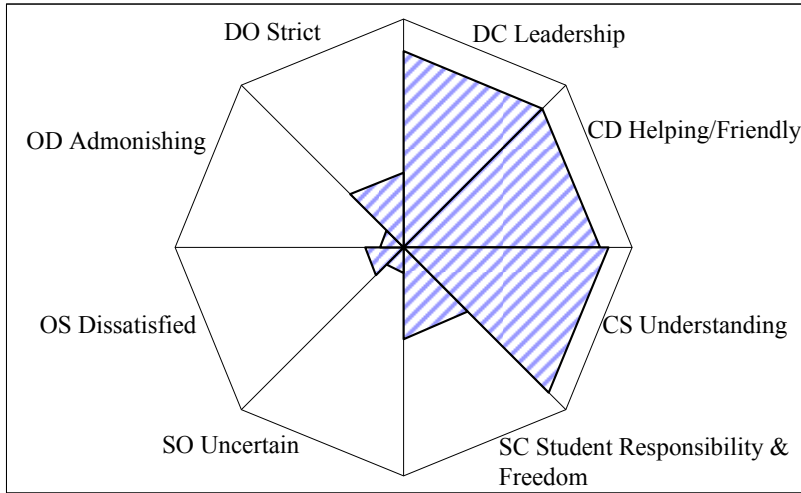 DO Strict
DC Leadership
OD Admonishing
CD Helping/Friendly
OS Dissatisfied
CS Understanding
SO Uncertain
SC Student Responsibility &
Freedom